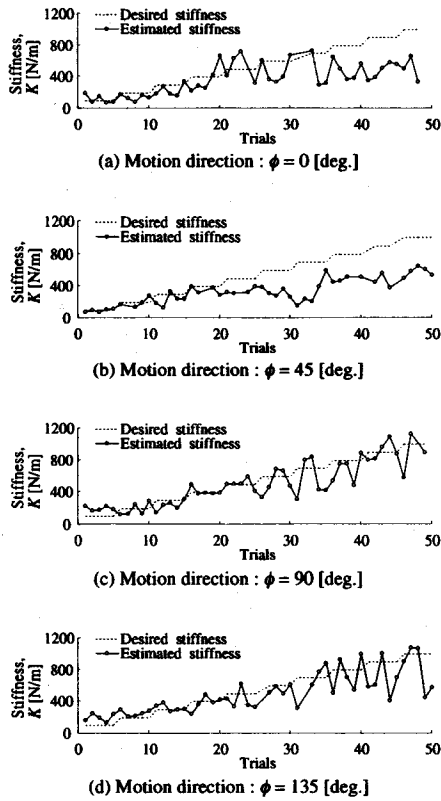 1200
800
400
0
Stiffness,
K [N/m]
Desired stiffness
Estimated stiffness
0 10 20 30 40 50
Trials
(a) Motion direction : ϕ = 0 [deg.]
1200
800
400
0
Stiffness,
K [N/m]
Desired stiffness
Estimated stiffness
0 10 20 30 40 50
Trials
(b) Motion direction : ϕ = 45 [deg.]
1200
800
400
0
Stiffness,
K [N/m]
Desired stiffness
Estimated stiffness
0 10 20 30 40 50
Trials
(c) Motion direction : ϕ = 90 [deg.]
1200
800
400
0
Stiffness,
K [N/m]
Desired stiffness
Estimated stiffness
0 10 20 30 40 50
Trials
(d) Motion direction : ϕ = 135 [deg.]